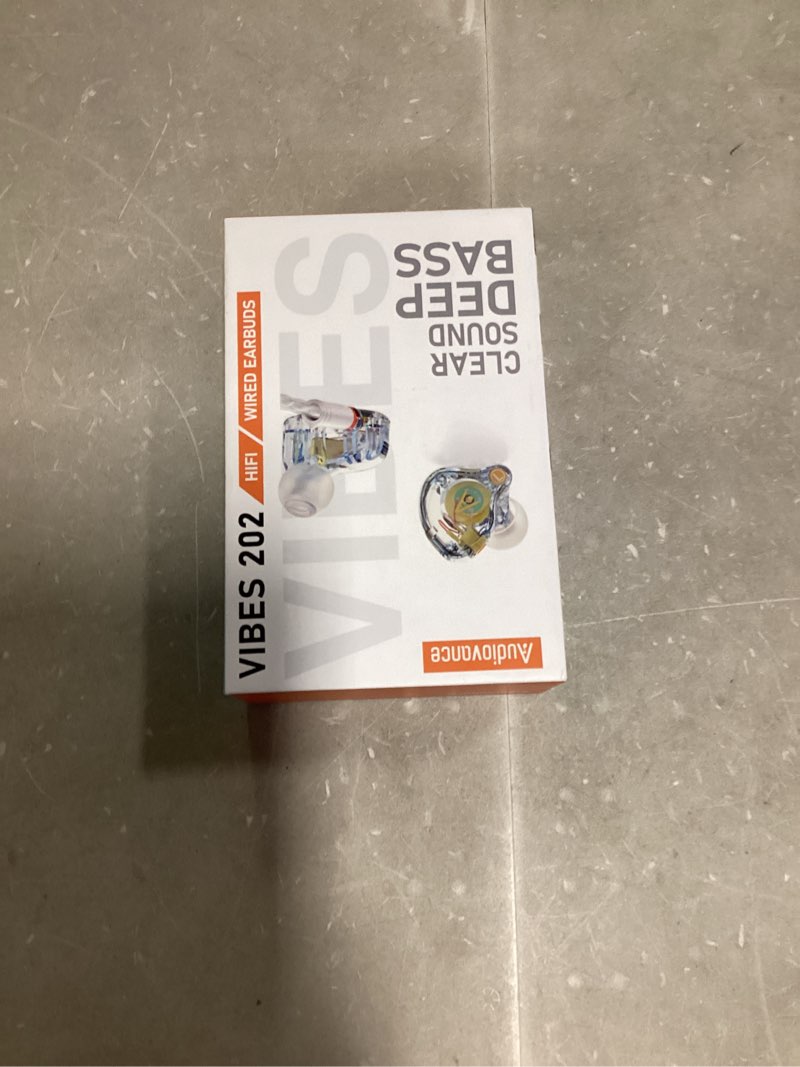 Audiovance
CLEAR
SOUND
DEEP
BASS
VIBES
VIBES 202 / HIFI / WIRED EARBUDS